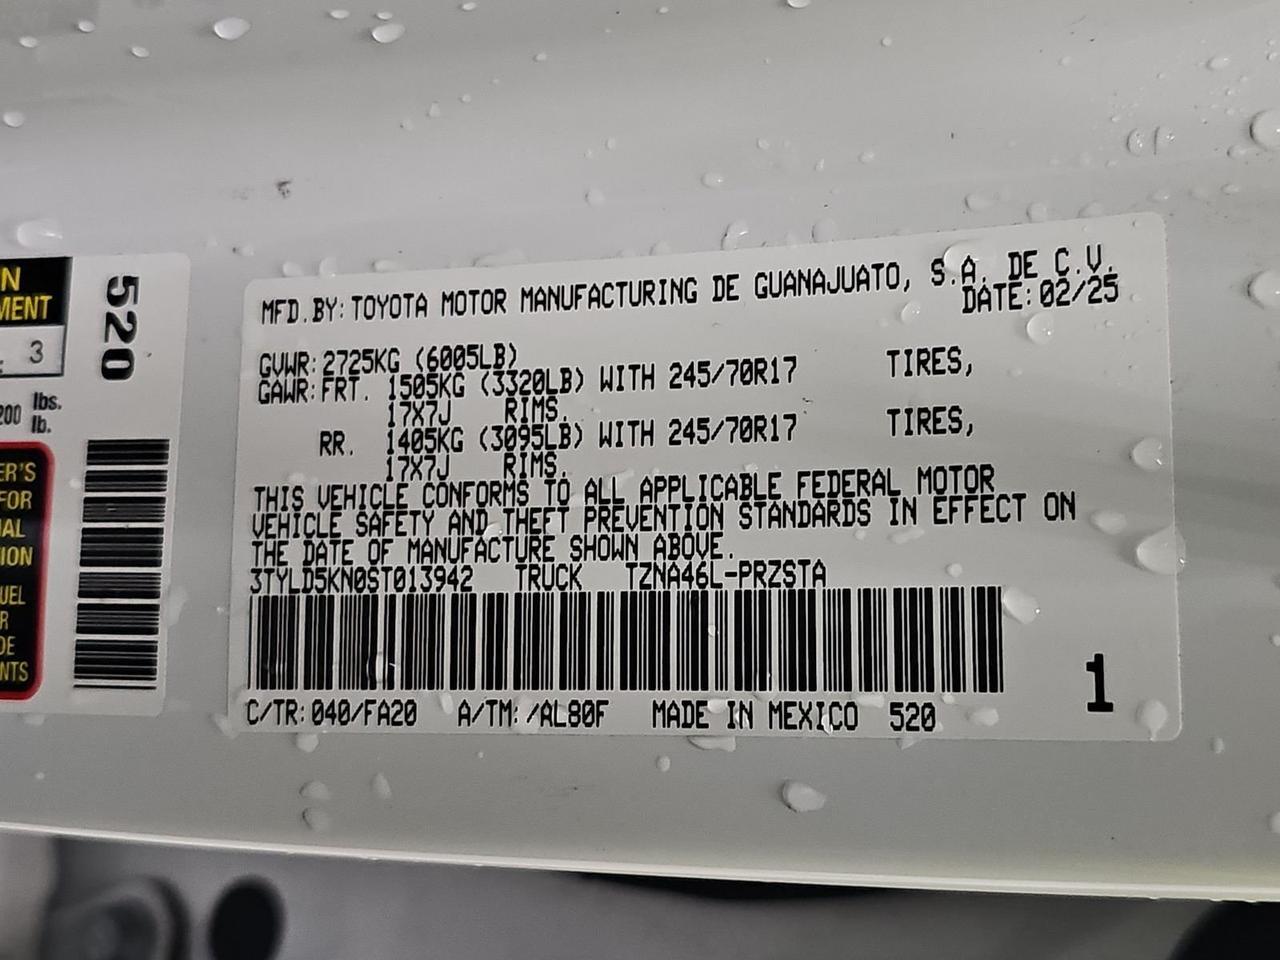 N
MENT
: 3
200 lbs.
lb.
ER'S
FOR
IAL
ION
UEL
R
DE
NTS
520
MFD.BY: TOYOTA MOTOR MANUFACTURING DE GUANAJUATO, S.A. DE C.V.
DATE: 02/25
GVWR: 2725KG (6005LB)
GAWR: FRT. 1505KG (3320LB) WITH 245/70R17 TIRES,
17X7J RIMS.
RR. 1405KG (3095LB) WITH 245/70R17 TIRES,
17X7J RIMS.
THIS VEHICLE CONFORMS TO ALL APPLICABLE FEDERAL MOTOR
VEHICLE SAFETY AND THEFT PREVENTION STANDARDS IN EFFECT ON
THE DATE OF MANUFACTURE SHOWN ABOVE.
3TYLD5KN0ST013942 TRUCK TZNA46L-PRZSTA
1
C/TR: 040/FA20 A/TM: /AL80F MADE IN MEXICO 520